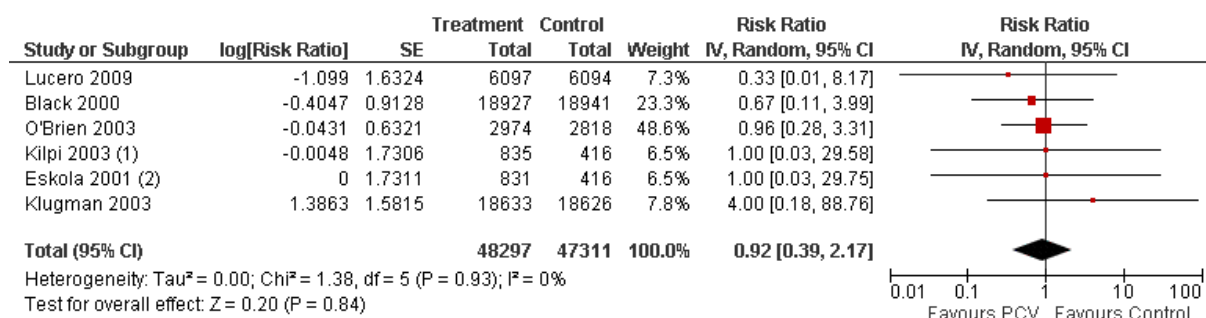 Treatment Control Risk Ratio Risk Ratio
Study or Subgroup log[Risk Ratio] SE Total Total Weight IV, Random, 95% CI IV, Random, 95% CI
Lucero 2009 -1.099 1.6324 6097 6094 7.3% 0.33 [0.01, 8.17]
Black 2000 -0.4047 0.9128 18927 18941 23.3% 0.67 [0.11, 3.99]
O'Brien 2003 -0.0431 0.6321 2974 2818 48.6% 0.96 [0.28, 3.31]
Kilpi 2003 (1) -0.0048 1.7306 835 416 6.5% 1.00 [0.03, 29.58]
Eskola 2001 (2) 0 1.7311 831 416 6.5% 1.00 [0.03, 29.75]
Klugman 2003 1.3863 1.5815 18633 18626 7.8% 4.00 [0.18, 88.76]
Total (95% CI) 48297 47311 100.0% 0.92 [0.39, 2.17]
Heterogeneity: Tau² = 0.00; Chi² = 1.38, df = 5 (P = 0.93); I² = 0%
Test for overall effect: Z = 0.20 (P = 0.84)
0.01 0.1 1 10 100
Favours PCV Favours Control